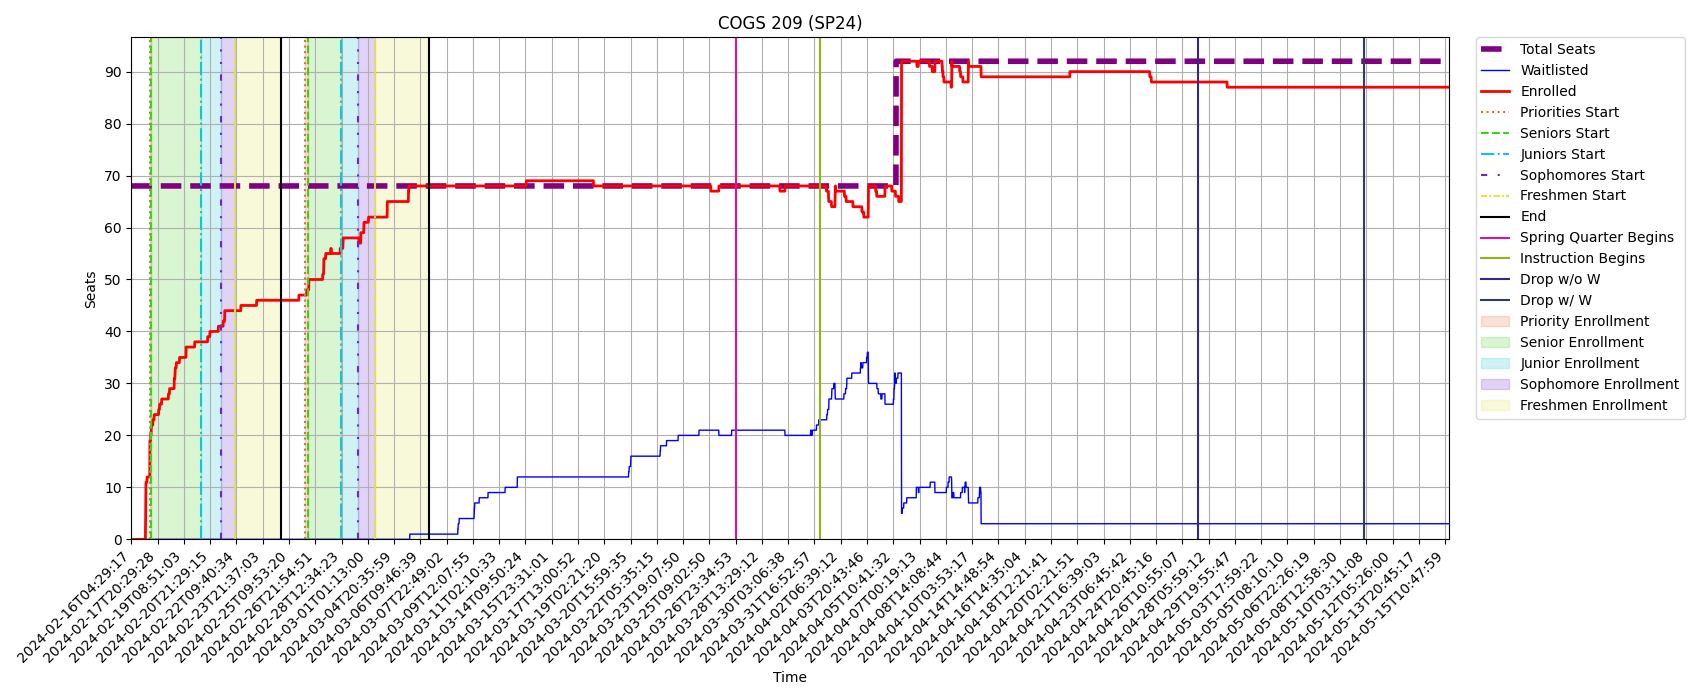 COGS 209 (SP24)
Seats
90
80
70
60
50
40
30
20
10
0
2024-02-16T04:29:17
2024-02-17T20:29:28
2024-02-19T08:51:03
2024-02-20T21:29:15
2024-02-22T09:40:34
2024-02-23T21:37:03
2024-02-25T09:53:20
2024-02-26T21:54:51
2024-02-28T12:34:23
2024-03-01T01:13:00
2024-03-04T20:35:59
2024-03-06T09:46:39
2024-03-07T22:49:02
2024-03-09T12:07:55
2024-03-11T02:10:33
2024-03-14T09:50:24
2024-03-15T23:31:01
2024-03-17T13:00:52
2024-03-19T02:21:20
2024-03-20T15:59:35
2024-03-22T05:35:15
2024-03-23T19:07:50
2024-03-25T09:02:50
2024-03-26T23:34:53
2024-03-28T13:29:12
2024-03-30T03:06:38
2024-03-31T16:52:57
2024-04-02T06:39:12
2024-04-03T20:43:46
2024-04-05T10:41:32
2024-04-07T00:19:13
2024-04-08T14:08:44
2024-04-10T03:53:17
2024-04-14T14:48:54
2024-04-16T14:35:04
2024-04-18T12:21:41
2024-04-20T02:21:51
2024-04-21T16:39:03
2024-04-23T06:45:42
2024-04-24T20:45:16
2024-04-26T10:55:07
2024-04-28T05:59:12
2024-04-29T19:55:47
2024-05-03T17:59:22
2024-05-05T08:10:10
2024-05-06T22:26:19
2024-05-08T12:58:30
2024-05-10T03:11:08
2024-05-12T05:26:00
2024-05-13T20:45:17
2024-05-15T10:47:59
Time
Total Seats
Waitlisted
Enrolled
Priorities Start
Seniors Start
Juniors Start
Sophomores Start
Freshmen Start
End
Spring Quarter Begins
Instruction Begins
Drop w/o W
Drop w/ W
Priority Enrollment
Senior Enrollment
Junior Enrollment
Sophomore Enrollment
Freshmen Enrollment